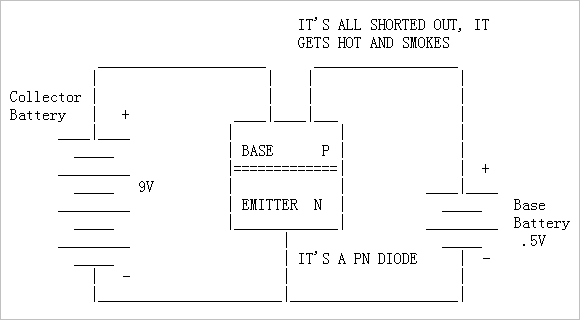 IT'S ALL SHORTED OUT, IT
GETS HOT AND SMOKES
Collector
Battery
+
BASE P
+
9V
EMITTER N
Base
Battery
.5V
IT'S A PN DIODE
-
-